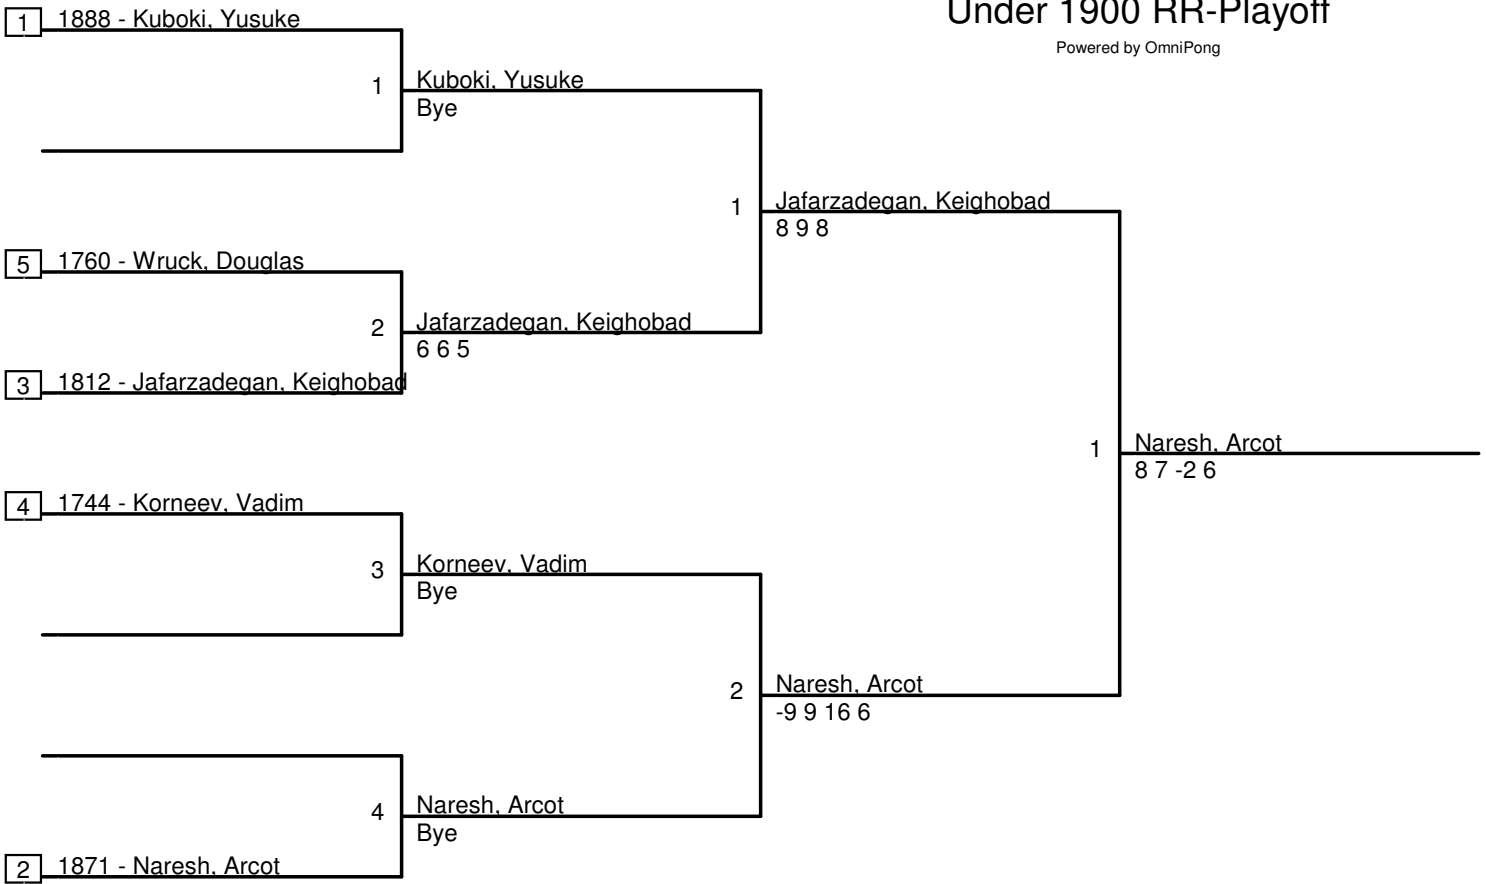 Under 1900 RR-Playoff
Powered by OmniPong
1 1888 - Kuboki, Yusuke
1 Kuboki, Yusuke
Bye
1 Jafarzadegan, Keighobad
8 9 8
5 1760 - Wruck, Douglas
2 Jafarzadegan, Keighobad
6 6 5
3 1812 - Jafarzadegan, Keighobad
1 Naresh, Arcot
8 7 -2 6
4 1744 - Korneev, Vadim
3 Korneev, Vadim
Bye
2 Naresh, Arcot
-9 9 16 6
4 Naresh, Arcot
Bye
2 1871 - Naresh, Arcot